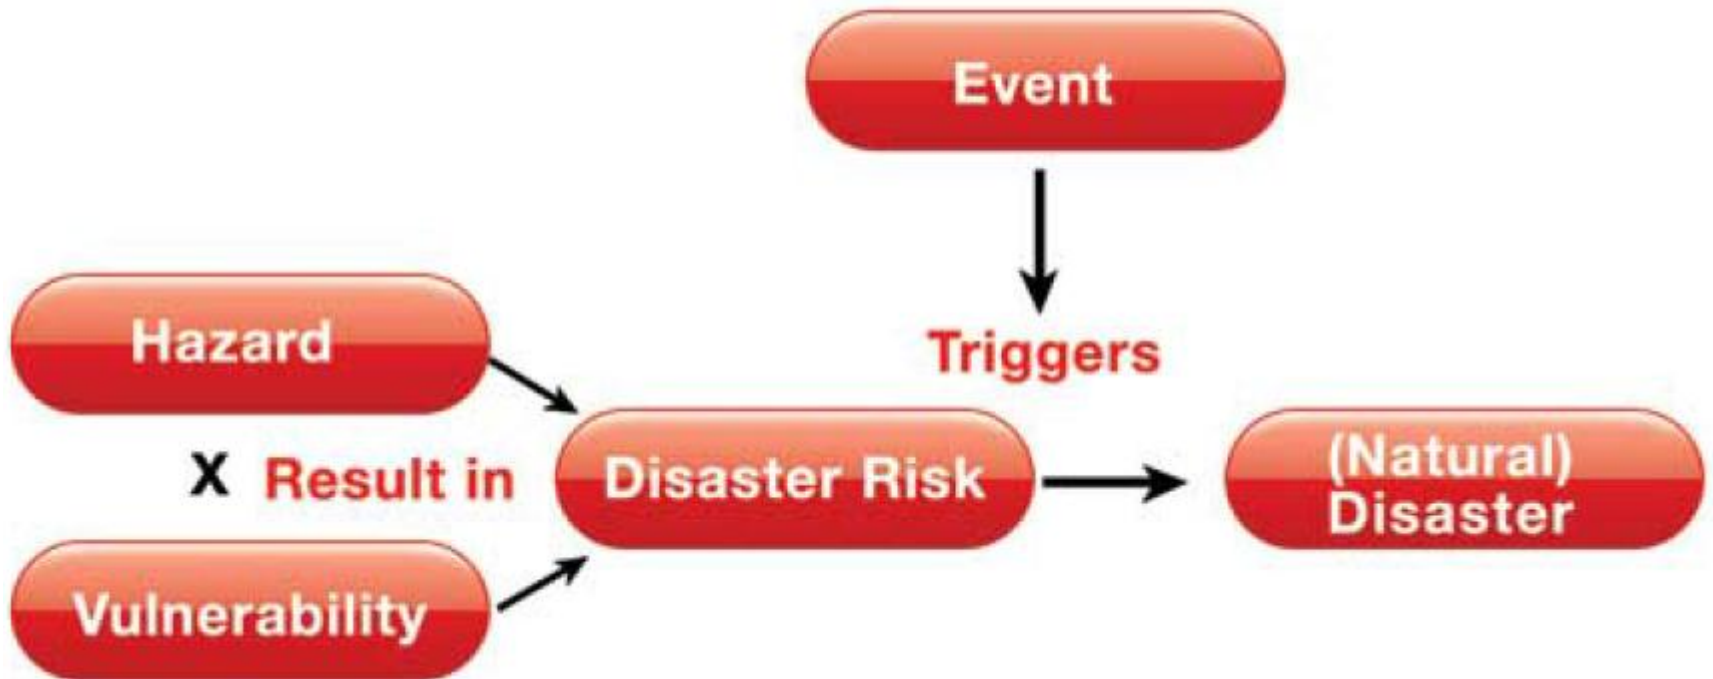 Event
Triggers
Hazard
X Result in
Vulnerability
Disaster Risk
(Natural)
Disaster